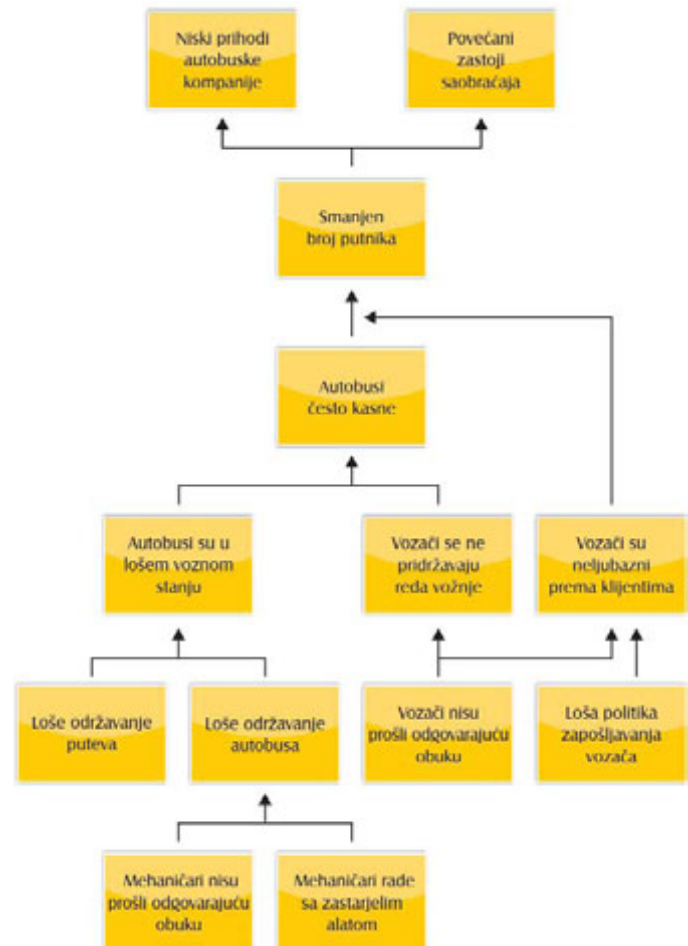 Niski prihodi
autobuske
kompanije
Povećani
zastoji
saobraćaja
Smanjen
broj putnika
Autobusi
često kasne
Autobusi su u
lošem voznom
stanju
Vozači se ne
pridržavaju
reda vožnje
Vozači su
neljubazni
prema klijentima
Loše održavanje
puteva
Loše održavanje
autobusa
Vozači nisu
prošli odgovarajuću
obuku
Loša politika
zapošljavanja
vozača
Mehaničari nisu
prošli odgovarajuću
obuku
Mehaničari rade
sa zastarjelim
alatom